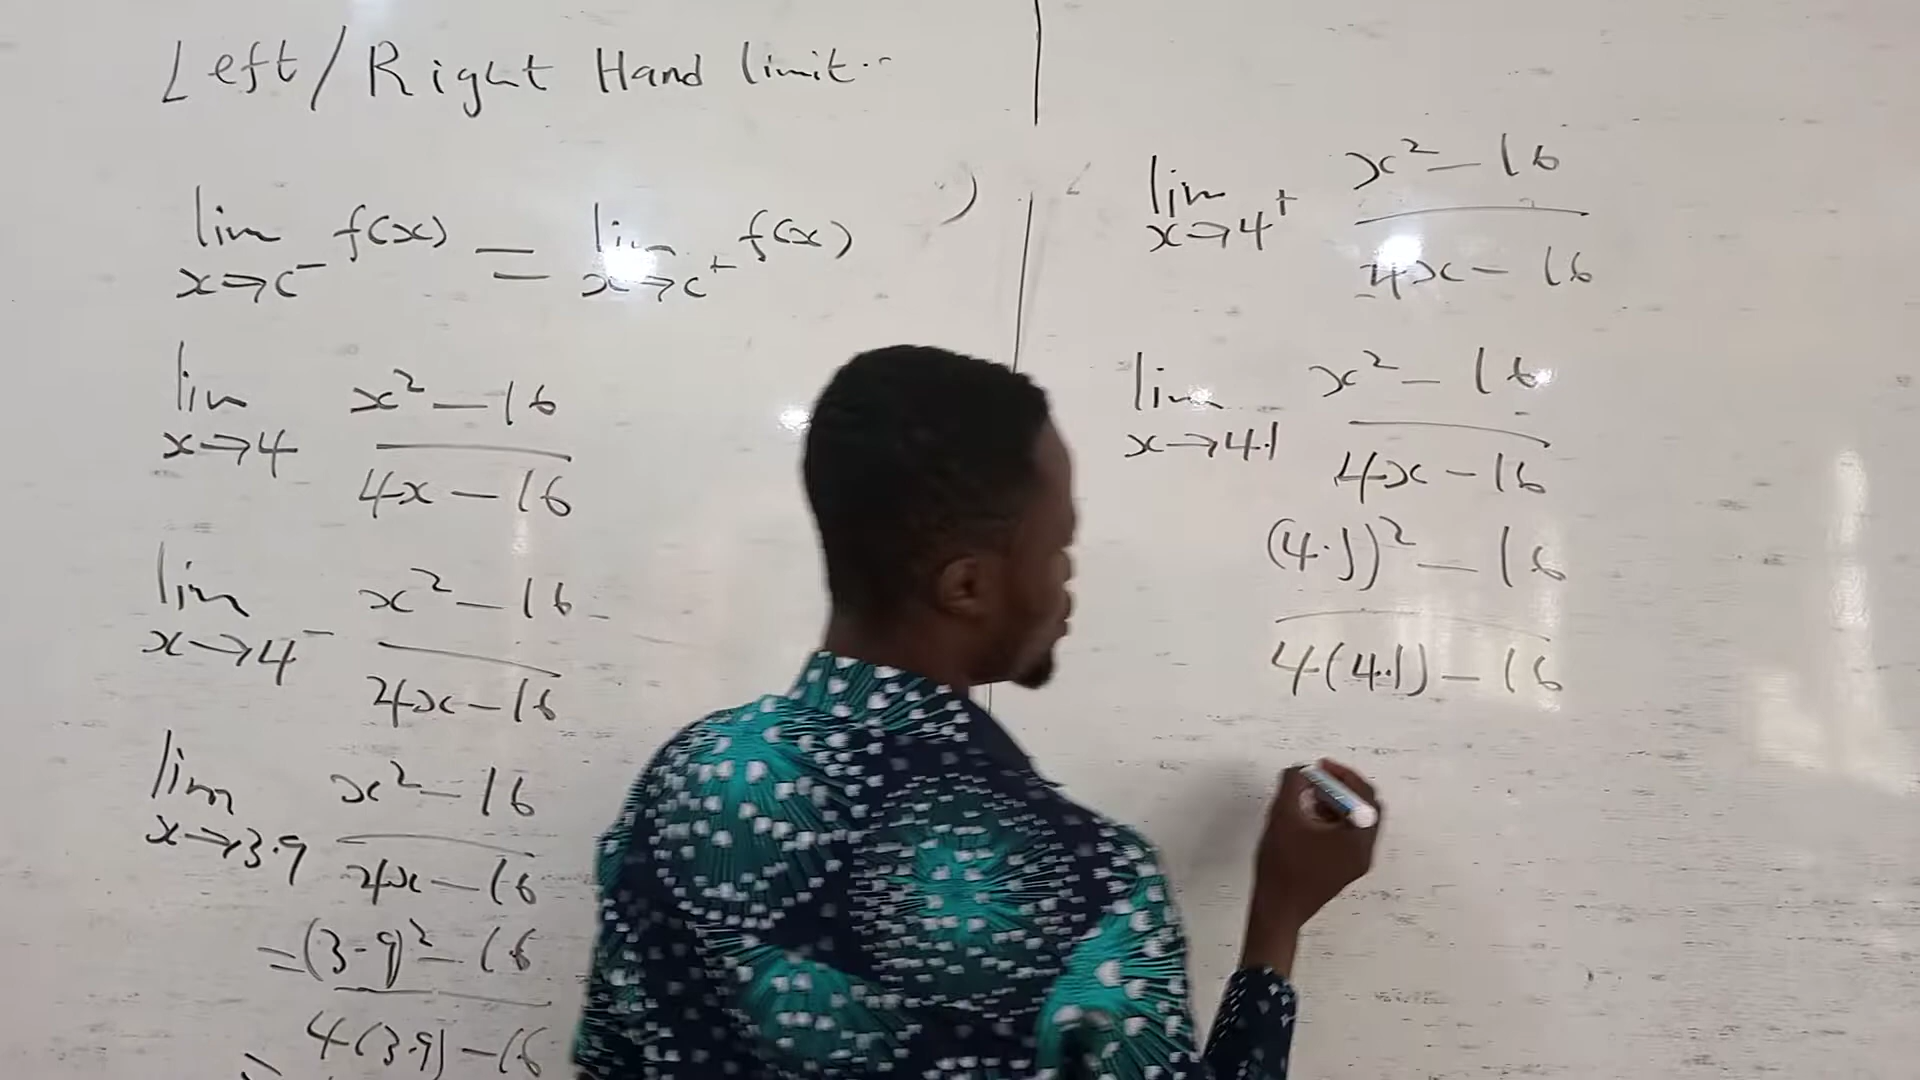 Left/Right Hand limit..
lim x→c⁻ f(x) = lim x→c⁺ f(x)
lim x→4 (x² - 16)/(4x - 16)
lim x→4⁻ (x² - 16)/(4x - 16)
lim x→3.9 (x² - 16)/(4x - 16)
= ((3.9)² - 16)/(4(3.9) - 16)
lim x→4⁺ (x² - 16)/(4x - 16)
lim x→4.1 (x² - 16)/(4x - 16)
((4.1)² - 16)/(4(4.1) - 16)